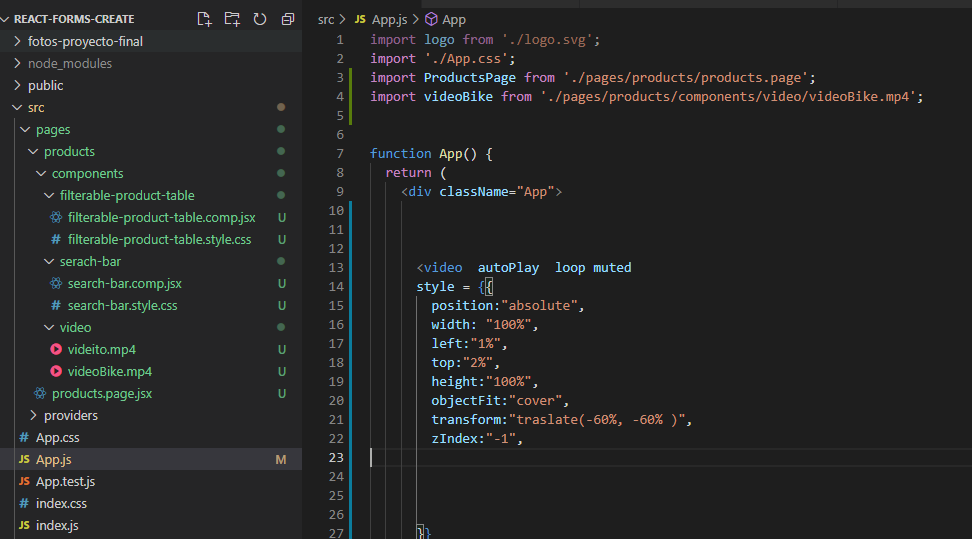 REACT-FORMS-CREATE
fotos-proyecto-final
node_modules
public
src
pages
products
components
filterable-product-table
filterable-product-table.comp.jsx U
# filterable-product-table.style.css U
serach-bar
search-bar.comp.jsx U
# search-bar.style.css U
video
videito.mp4 U
videoBike.mp4 U
products.page.jsx U
providers
# App.css
JS App.js M
JS App.test.js
# index.css
JS index.js
src > JS App.js > App
1 import logo from './logo.svg';
2 import './App.css';
3 import ProductsPage from './pages/products/products.page';
4 import videoBike from './pages/products/components/video/videoBike.mp4';
5
6
7 function App() {
8 return (
9 <div className="App">
10
11
12
13 <video  autoPlay  loop muted
14 style = {{
15 position:"absolute",
16 width: "100%",
17 left:"1%",
18 top:"2%",
19 height:"100%",
20 objectFit:"cover",
21 transform:"traslate(-60%, -60% )",
22 zIndex:"-1",
23
24
25
26
27 }}